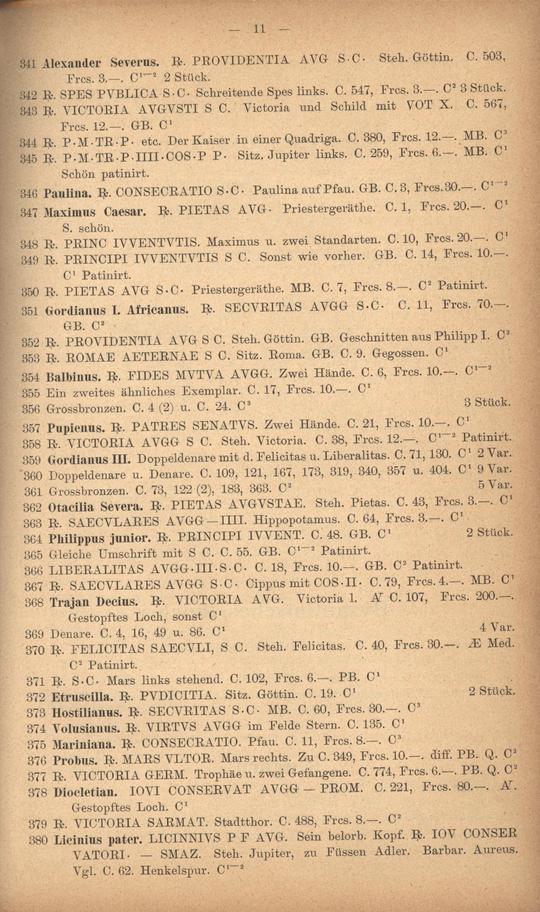 — 11 —
341 Alexander Severus. ℞. PROVIDENTIA AVG S·C· Steh. Göttin. C. 503,
Frcs. 3.—. C¹⁻² 2 Stück.
342 ℞. SPES PVBLICA S·C· Schreitende Spes links. C. 547, Frcs. 3.—. C² 3 Stück.
343 ℞. VICTORIA AVGVSTI S C. Victoria und Schild mit VOT X. C. 567,
Frcs. 12.—. GB. C¹
344 ℞. P·M·TR·P· etc. Der Kaiser in einer Quadriga. C. 380, Frcs. 12.—. MB. C²
345 ℞. P·M·TR·P·IIII·COS·P P· Sitz. Jupiter links. C. 259, Frcs. 6.—. MB. C¹
Schön patinirt.
346 Paulina. ℞. CONSECRATIO S·C· Paulina auf Pfau. GB. C. 3, Frcs. 30.—. C¹⁻²
347 Maximus Caesar. ℞. PIETAS AVG· Priestergeräthe. C. 1, Frcs. 20.—. C¹
S. schön.
348 ℞. PRINC IVVENTVTIS. Maximus u. zwei Standarten. C. 10, Frcs. 20.—. C¹
349 ℞. PRINCIPI IVVENTVTIS S C. Sonst wie vorher. GB. C. 14, Frcs. 10.—.
C¹ Patinirt.
350 ℞. PIETAS AVG S·C· Priestergeräthe. MB. C. 7, Frcs. 8.—. C² Patinirt.
351 Gordianus I. Africanus. ℞. SECVRITAS AVGG S·C· C. 11, Frcs. 70.—.
GB. C²
352 ℞. PROVIDENTIA AVG S C. Steh. Göttin. GB. Geschnitten aus Philipp I. C²
353 ℞. ROMAE AETERNAE S C. Sitz. Roma. GB. C. 9. Gegossen. C¹
354 Balbinus. ℞. FIDES MVTVA AVGG. Zwei Hände. C. 6, Frcs. 10.—. C¹⁻²
355 Ein zweites ähnliches Exemplar. C. 17, Frcs. 10.—. C¹
356 Grossbronzen. C. 4 (2) u. C. 24. C³ 3 Stück.
357 Pupienus. ℞. PATRES SENATVS. Zwei Hände. C. 21, Frcs. 10.—. C¹
358 ℞. VICTORIA AVGG S C. Steh. Victoria. C. 38, Frcs. 12.—. C¹⁻² Patinirt.
359 Gordianus III. Doppeldenare mit d. Felicitas u. Liberalitas. C. 71, 130. C¹ 2 Var.
360 Doppeldenare u. Denare. C. 109, 121, 167, 173, 319, 340, 357 u. 404. C¹ 9 Var.
361 Grossbronzen. C. 73, 122 (2), 183, 363. C² 5 Var.
362 Otacilia Severa. ℞. PIETAS AVGVSTAE. Steh. Pietas. C. 43, Frcs. 3.—. C¹
363 ℞. SAECVLARES AVGG—IIII. Hippopotamus. C. 64, Frcs. 3.—. C¹
364 Philippus junior. ℞. PRINCIPI IVVENT. C. 48. GB. C¹ 2 Stück.
365 Gleiche Umschrift mit S C. C. 55. GB. C¹⁻² Patinirt.
366 LIBERALITAS AVGG·III·S·C· C. 18, Frcs. 10.—. GB. C² Patinirt.
367 ℞. SAECVLARES AVGG S·C· Cippus mit COS·II· C. 79, Frcs. 4.—. MB. C¹
368 Trajan Decius. ℞. VICTORIA AVG. Victoria l. A⁄ C. 107, Frcs. 200.—.
Gestopftes Loch, sonst C¹
369 Denare. C. 4, 16, 49 u. 86. C¹ 4 Var.
370 ℞. FELICITAS SAECVLI, S C. Steh. Felicitas. C. 40, Frcs. 30.—. Æ Med.
C² Patinirt.
371 ℞. S·C· Mars links stehend. C. 102, Frcs. 6.—. PB. C¹
372 Etruscilla. ℞. PVDICITIA. Sitz. Göttin. C. 19. C¹ 2 Stück.
373 Hostilianus. ℞. SECVRITAS S·C· MB. C. 60, Frcs. 30.—. C³
374 Volusianus. ℞. VIRTVS AVGG im Felde Stern. C. 135. C¹
375 Mariniana. ℞. CONSECRATIO. Pfau. C. 11, Frcs. 8.—. C³
376 Probus. ℞. MARS VLTOR. Mars rechts. Zu C. 349, Frcs. 10.—. diff. PB. Q. C²
377 ℞. VICTORIA GERM. Trophäe u. zwei Gefangene. C. 774, Frcs. 6.—. PB. Q. C²
378 Diocletian. IOVI CONSERVAT AVGG — PROM. C. 221, Frcs. 80.—. A⁄.
Gestopftes Loch. C¹
379 ℞. VICTORIA SARMAT. Stadtthor. C. 488, Frcs. 8.—. C²
380 Licinius pater. LICINNIVS P F AVG. Sein belorb. Kopf. ℞. IOV CONSER
VATORI· — SMAZ. Steh. Jupiter, zu Füssen Adler. Barbar. Aureus.
Vgl. C. 62. Henkelspur. C¹⁻²